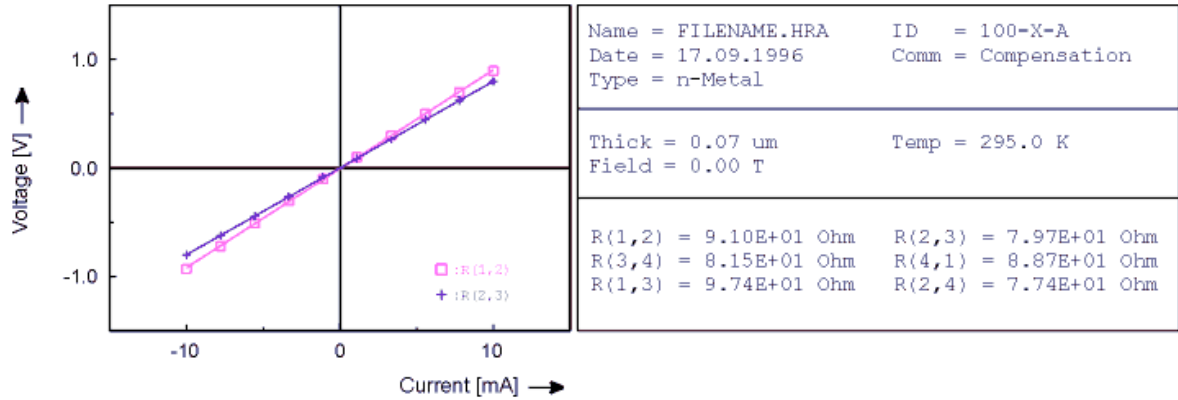 1.0
0.0
-1.0
Voltage [V]
:R(1,2)
:R(2,3)
-10 0 10
Current [mA]
Name = FILENAME.HRA ID = 100-X-A
Date = 17.09.1996 Comm = Compensation
Type = n-Metal
Thick = 0.07 um Temp = 295.0 K
Field = 0.00 T
R(1,2) = 9.10E+01 Ohm R(2,3) = 7.97E+01 Ohm
R(3,4) = 8.15E+01 Ohm R(4,1) = 8.87E+01 Ohm
R(1,3) = 9.74E+01 Ohm R(2,4) = 7.74E+01 Ohm